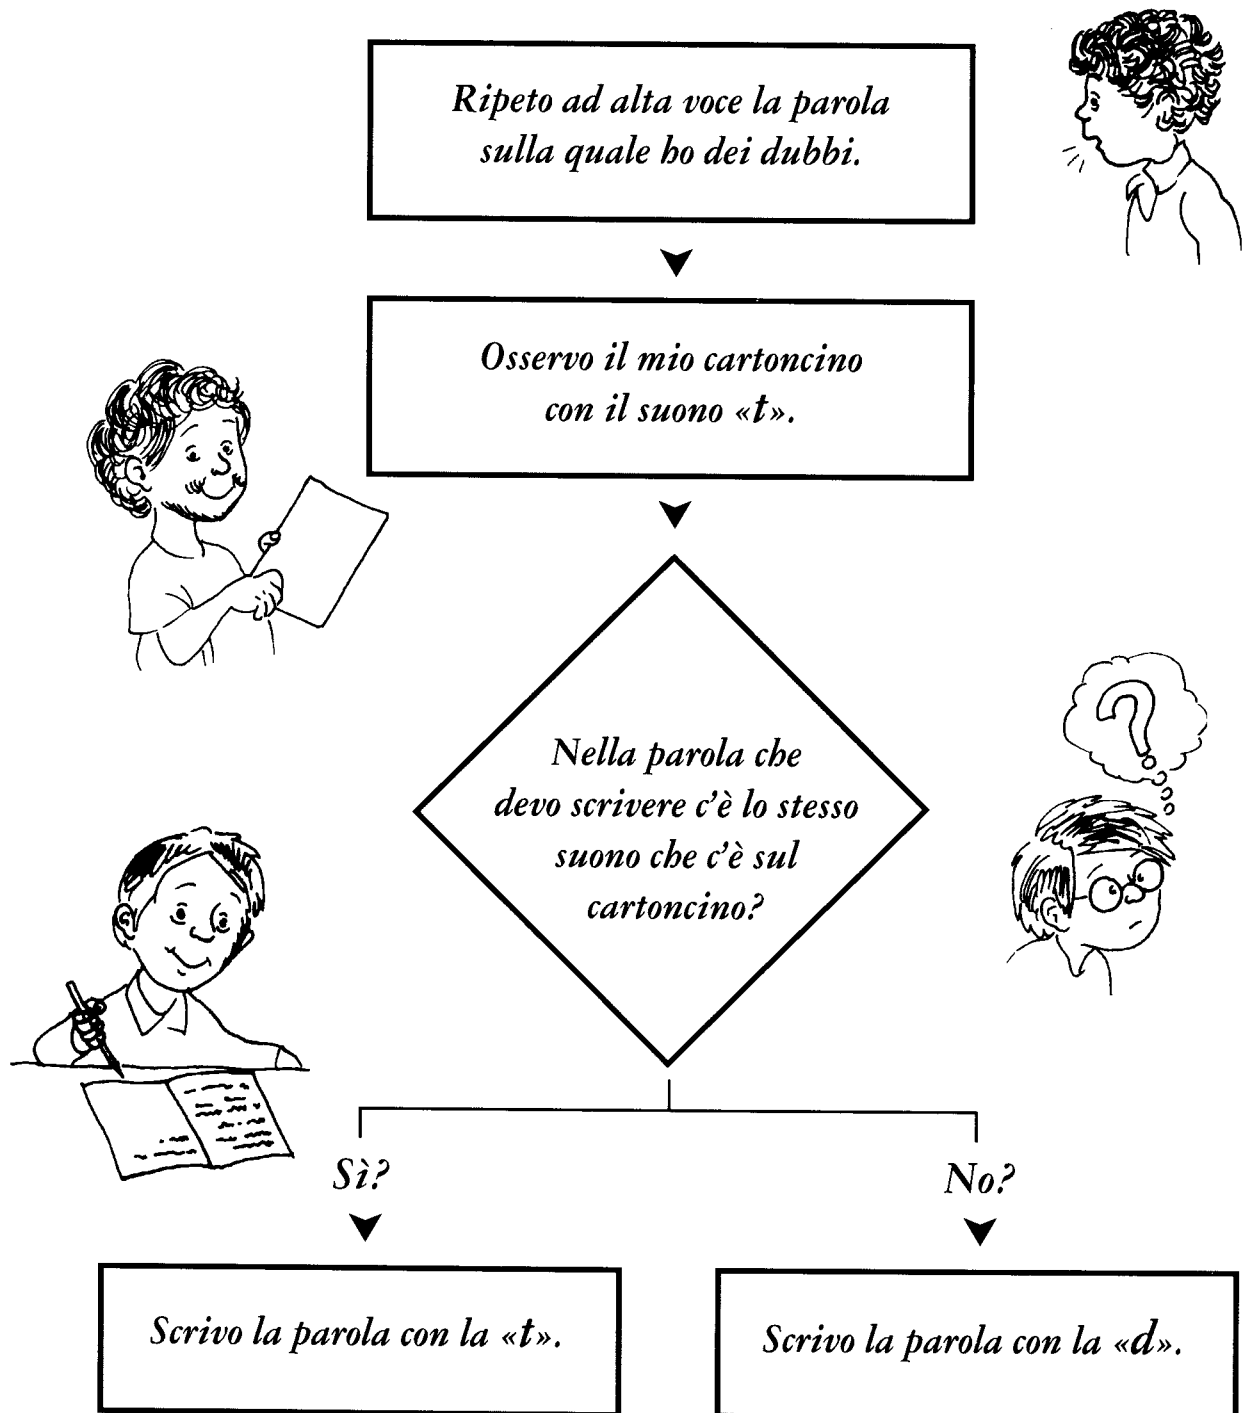 Ripeto ad alta voce la parola
sulla quale ho dei dubbi.
Osservo il mio cartoncino
con il suono «t».
Nella parola che
devo scrivere c'è lo stesso
suono che c'è sul
cartoncino?
Sì?
No?
Scrivo la parola con la «t».
Scrivo la parola con la «d».